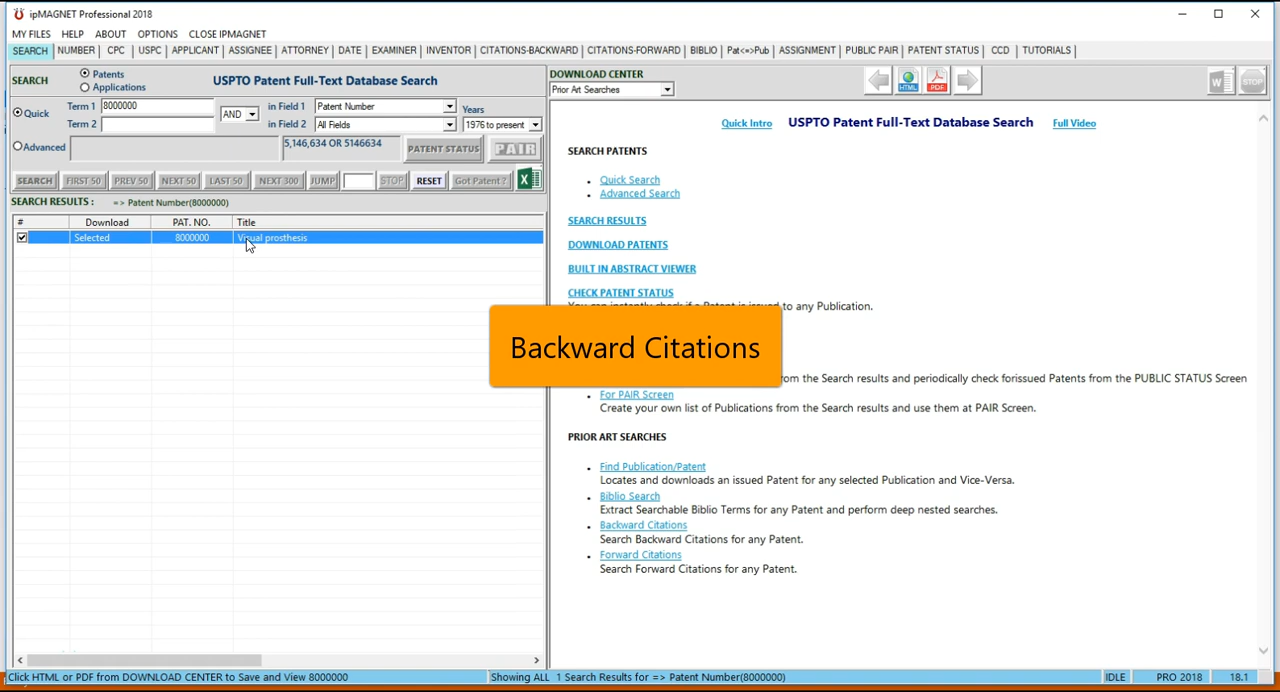 ipMAGNET Professional 2018
MY FILES HELP ABOUT OPTIONS CLOSE IPMAGNET
SEARCH NUMBER CPC USPC APPLICANT ASSIGNEE ATTORNEY DATE EXAMINER INVENTOR CITATIONS-BACKWARD CITATIONS-FORWARD BIBLIO Pat<=>Pub ASSIGNMENT PUBLIC PAIR PATENT STATUS CCD TUTORIALS
SEARCH Patents Applications USPTO Patent Full-Text Database Search
Quick Term 1 8000000 AND in Field 1 Patent Number Years
Term 2 in Field 2 All Fields 1976 to present
Advanced 5,146,634 OR 5146634 PATENT STATUS PAIR
SEARCH FIRST 50 PREV 50 NEXT 50 LAST 50 NEXT 300 JUMP STOP RESET Got Patent ?
SEARCH RESULTS : => Patent Number(8000000)
# Download PAT. NO. Title
Selected 8000000 Visual prosthesis
DOWNLOAD CENTER
Prior Art Searches
HTML PDF W STOP
Quick Intro USPTO Patent Full-Text Database Search Full Video
SEARCH PATENTS
Quick Search
Advanced Search
SEARCH RESULTS
DOWNLOAD PATENTS
BUILT IN ABSTRACT VIEWER
CHECK PATENT STATUS
You can instantly check if a Patent is issued to any Publication.
Backward Citations
from the Search results and periodically check forissued Patents from the PUBLIC STATUS Screen
For PAIR Screen
Create your own list of Publications from the Search results and use them at PAIR Screen.
PRIOR ART SEARCHES
Find Publication/Patent
Locates and downloads an issued Patent for any selected Publication and Vice-Versa.
Biblio Search
Extract Searchable Biblio Terms for any Patent and perform deep nested searches.
Backward Citations
Search Backward Citations for any Patent.
Forward Citations
Search Forward Citations for any Patent.
Click HTML or PDF from DOWNLOAD CENTER to Save and View 8000000 Showing ALL 1 Search Results for => Patent Number(8000000) IDLE PRO 2018 18.1